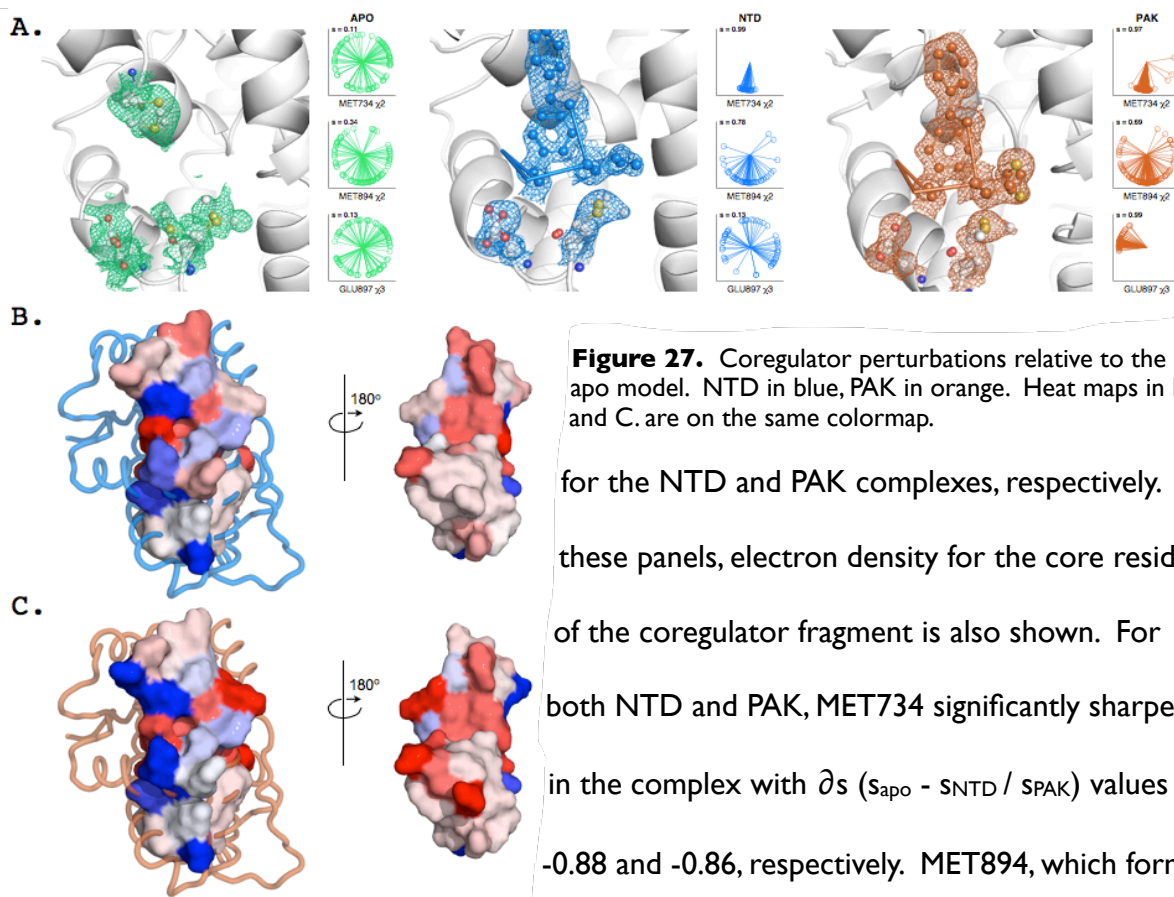 A.
APO
s = 0.11
MET734 χ2
s = 0.34
MET894 χ2
s = 0.13
GLU897 χ3
NTD
s = 0.99
MET734 χ2
s = 0.78
MET894 χ2
s = 0.13
GLU897 χ3
PAK
s = 0.97
MET734 χ2
s = 0.69
MET894 χ2
s = 0.99
GLU897 χ3
B.
180°
C.
180°
Figure 27. Coregulator perturbations relative to the
apo model. NTD in blue, PAK in orange. Heat maps in
and C. are on the same colormap.
for the NTD and PAK complexes, respectively.
these panels, electron density for the core resid
of the coregulator fragment is also shown. For
both NTD and PAK, MET734 significantly sharpe
in the complex with ∂s (sapo - sNTD / sPAK) values
-0.88 and -0.86, respectively. MET894, which forr